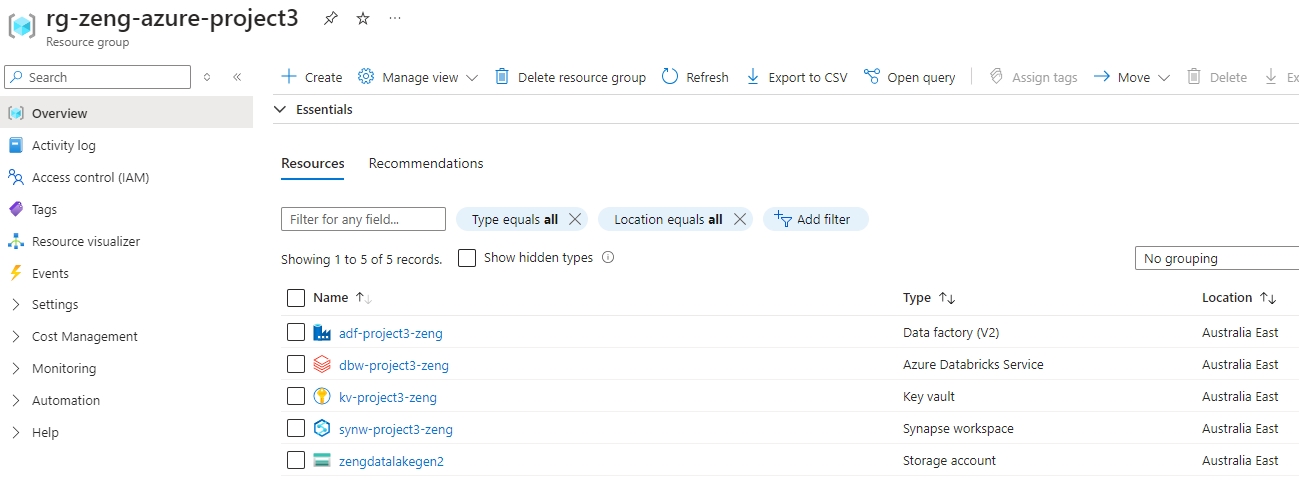 rg-zeng-azure-project3 ...
Resource group
Search
Create Manage view Delete resource group Refresh Export to CSV Open query Assign tags Move Delete Ex
Essentials
Overview
Activity log
Access control (IAM)
Tags
Resource visualizer
Events
Settings
Cost Management
Monitoring
Automation
Help
Resources Recommendations
Filter for any field... Type equals all Location equals all Add filter
Showing 1 to 5 of 5 records. Show hidden types
No grouping
Name Type Location
adf-project3-zeng Data factory (V2) Australia East
dbw-project3-zeng Azure Databricks Service Australia East
kv-project3-zeng Key vault Australia East
synw-project3-zeng Synapse workspace Australia East
zengdatalakegen2 Storage account Australia East